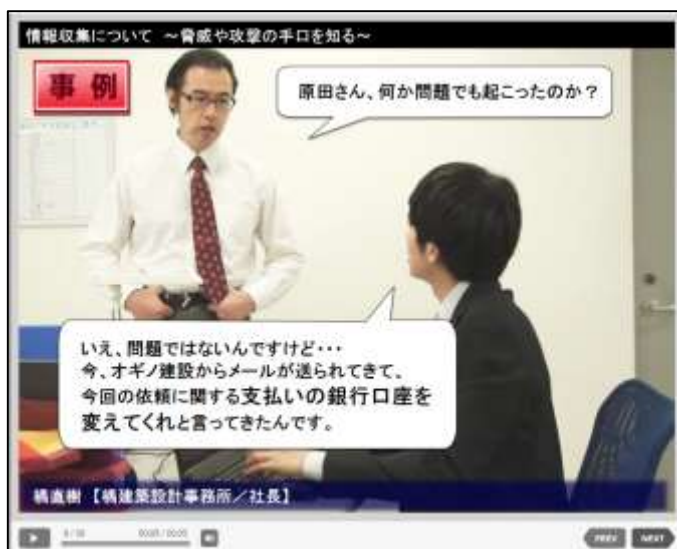 情報収集について ～脅威や攻撃の手口を知る～
事例
原田さん、何か問題でも起こったのか？
いえ、問題ではないんですけど・・・
今、オギノ建設からメールが送られてきて、
今回の依頼に関する支払いの銀行口座を
変えてくれと言ってきたんです。
直樹【建築設計事務所／社長】
PREV
NEXT